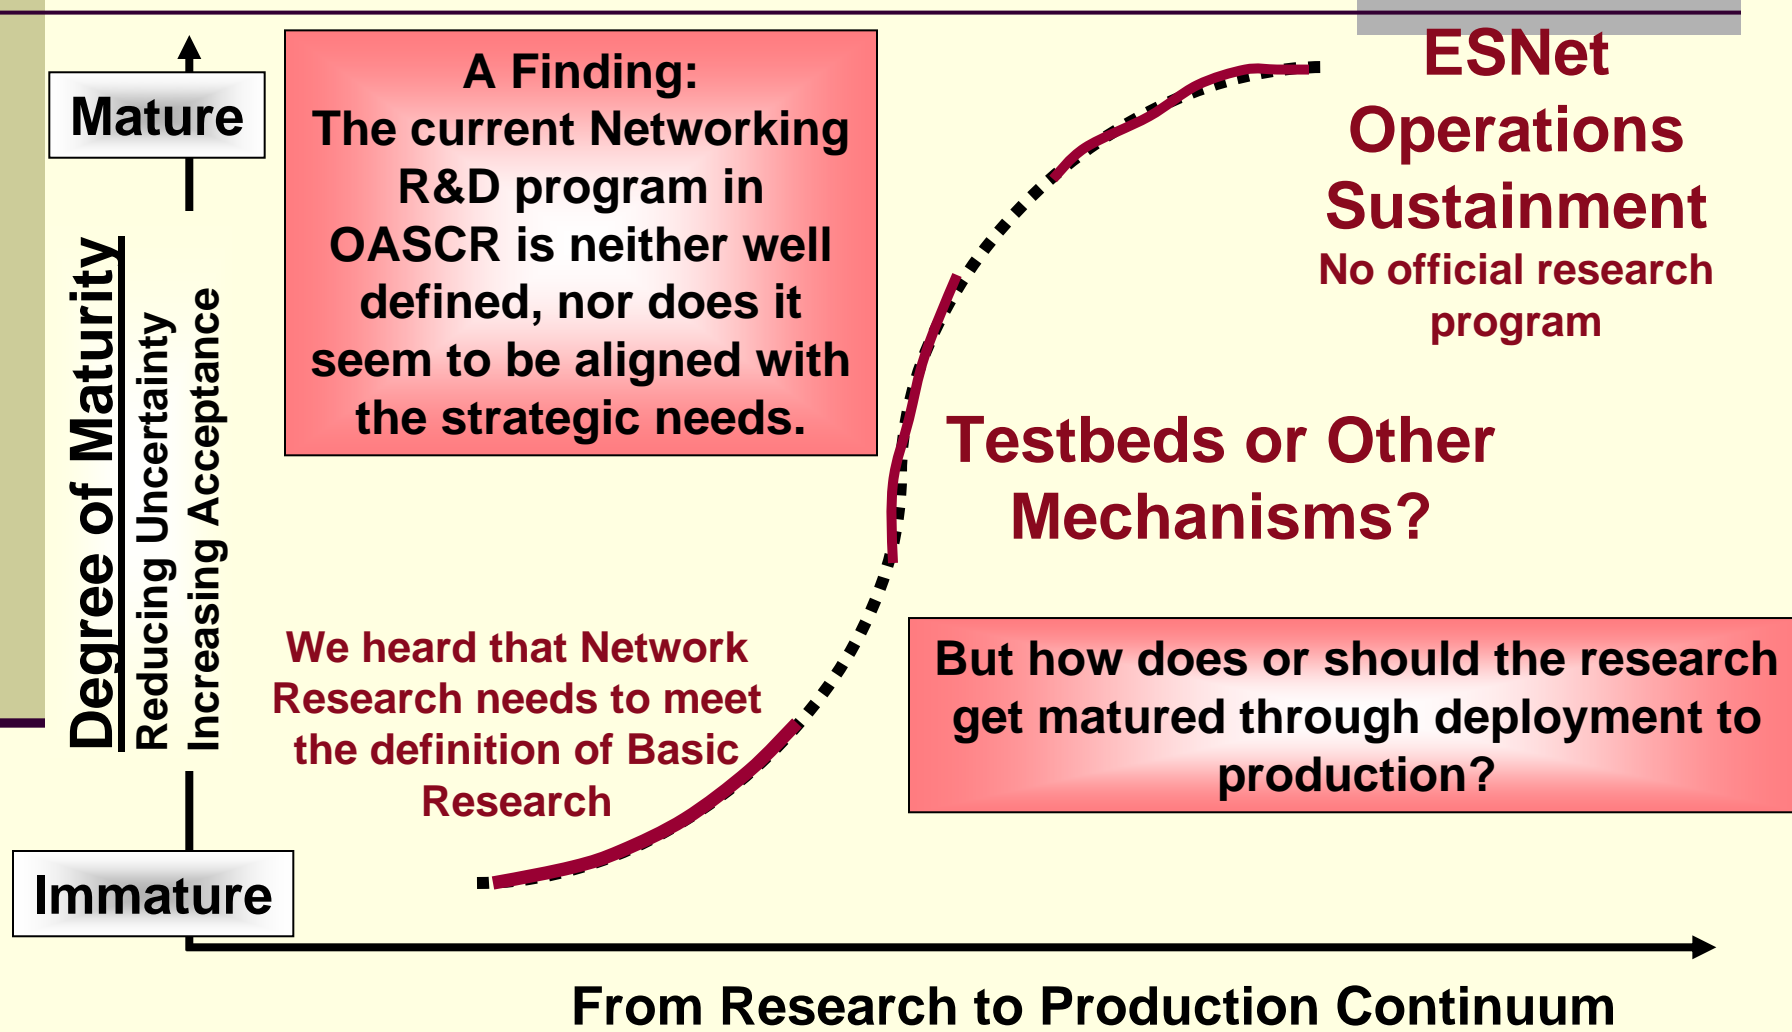 Mature
Degree of Maturity
Reducing Uncertainty
Increasing Acceptance
Immature
A Finding:
The current Networking
R&D program in
OASCR is neither well
defined, nor does it
seem to be aligned with
the strategic needs.
ESNet
Operations
Sustainment
No official research
program
Testbeds or Other
Mechanisms?
We heard that Network
Research needs to meet
the definition of Basic
Research
But how does or should the research
get matured through deployment to
production?
From Research to Production Continuum